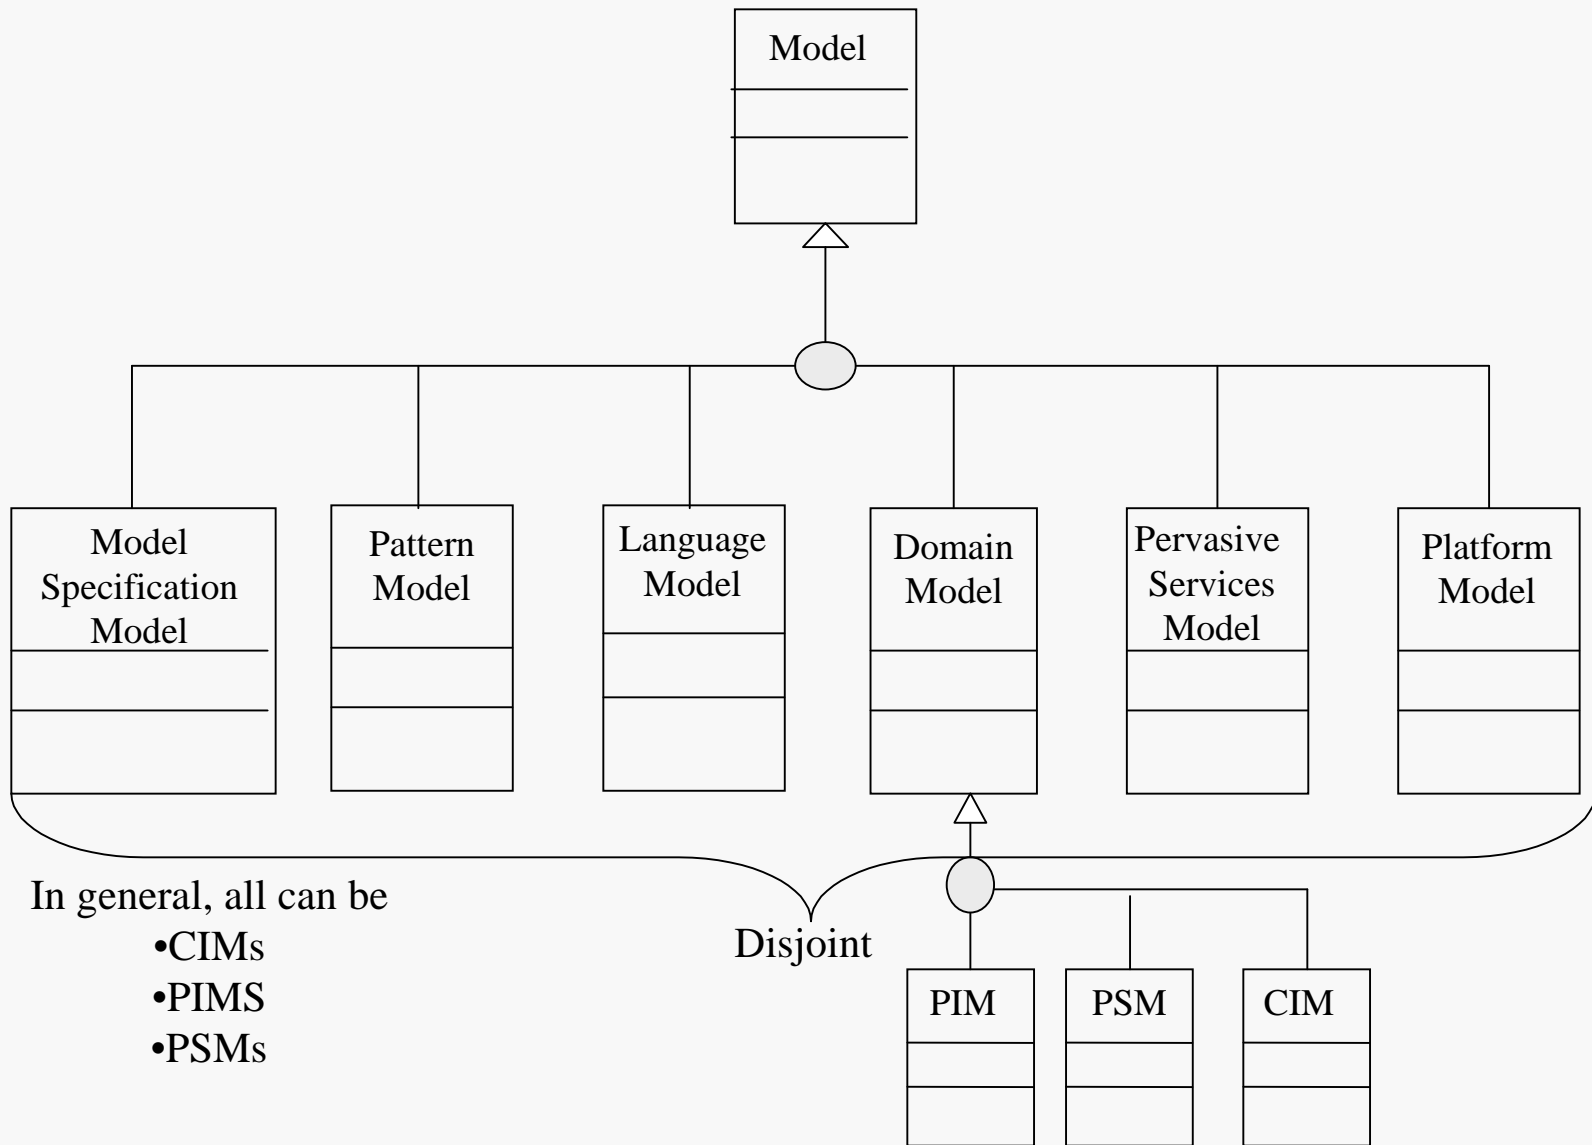 Model
Model
Specification
Model
Pattern
Model
Language
Model
Domain
Model
Pervasive
Services
Model
Platform
Model
In general, all can be
•CIMs
•PIMS
•PSMs
Disjoint
PIM
PSM
CIM